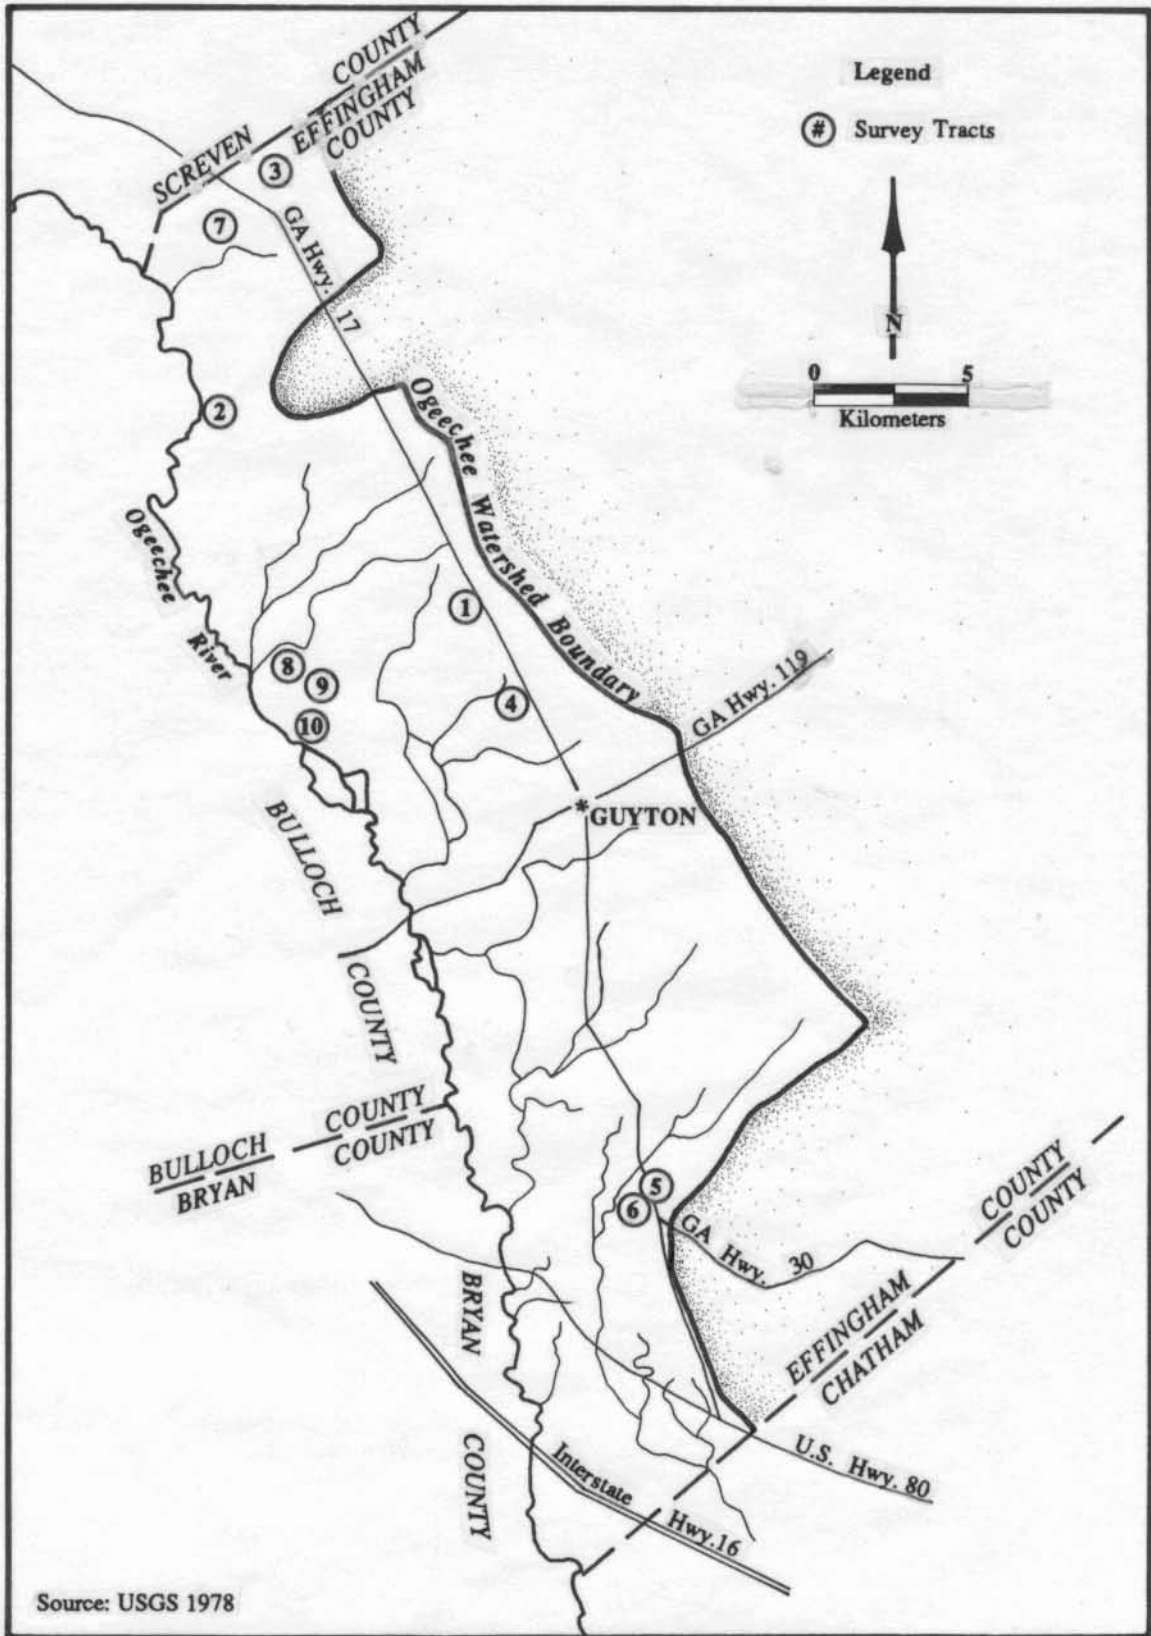 Legend
# Survey Tracts
N
0 5
Kilometers
COUNTY
SCREVEN
EFFINGHAM
COUNTY
3
7
GA Hwy. 17
2
Ogeechee Watershed Boundary
Ogeechee
River
1
8
9
10
4
GA Hwy. 119
*GUYTON
BULLOCH
COUNTY
COUNTY
BULLOCH
COUNTY
BRYAN
5
6
GA Hwy. 30
COUNTY
COUNTY
EFFINGHAM
CHATHAM
BRYAN
COUNTY
Interstate Hwy.16
U.S. Hwy. 80
Source: USGS 1978